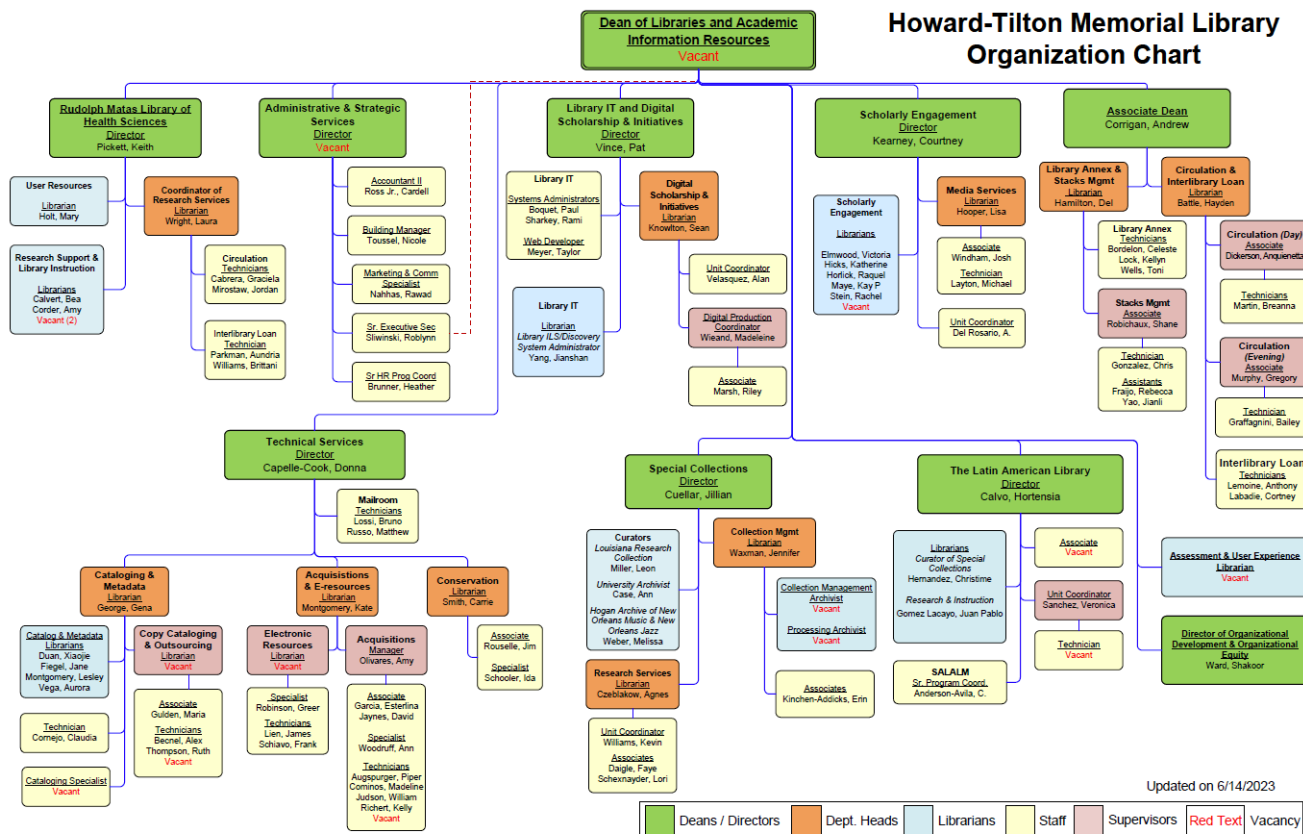 Howard-Tilton Memorial Library
Organization Chart
Dean of Libraries and Academic
Information Resources
Vacant
Rudolph Matas Library of
Health Sciences
Director
Pickett, Keith
User Resources
Librarian
Holt, Mary
Research Support &
Library Instruction
Librarians
Calvert, Bea
Corder, Amy
Vacant (2)
Coordinator of
Research Services
Librarian
Wright, Laura
Circulation
Technicians
Cabrera, Graciela
Mirostaw, Jordan
Interlibrary Loan
Technician
Parkman, Aundria
Williams, Brittani
Administrative & Strategic
Services
Director
Vacant
Accountant II
Ross Jr., Cardell
Building Manager
Toussel, Nicole
Marketing & Comm
Specialist
Nahhas, Rawad
Sr. Executive Sec
Sliwinski, Roblynn
Sr HR Prog Coord
Brunner, Heather
Library IT and Digital
Scholarship & Initiatives
Director
Vince, Pat
Library IT
Systems Administrators
Boquet, Paul
Sharkey, Rami
Web Developer
Meyer, Taylor
Library IT
Librarian
Library ILS/Discovery
System Administrator
Yang, Jianshan
Digital
Scholarship &
Initiatives
Librarian
Knowlton, Sean
Unit Coordinator
Velasquez, Alan
Digital Production
Coordinator
Wieand, Madeleine
Associate
Marsh, Riley
Scholarly Engagement
Director
Kearney, Courtney
Scholarly
Engagement
Librarians
Elmwood, Victoria
Hicks, Katherine
Horlick, Raquel
Maye, Kay P
Stein, Rachel
Vacant
Media Services
Librarian
Hooper, Lisa
Associate
Windham, Josh
Technician
Layton, Michael
Unit Coordinator
Del Rosario, A.
Associate Dean
Corrigan, Andrew
Library Annex &
Stacks Mgmt
Librarian
Hamilton, Del
Library Annex
Technicians
Bordelon, Celeste
Lock, Kellyn
Wells, Toni
Stacks Mgmt
Associate
Robichaux, Shane
Technician
Gonzalez, Chris
Assistants
Fraijo, Rebecca
Yao, Jianli
Circulation &
Interlibrary Loan
Librarian
Battle, Hayden
Circulation (Day)
Associate
Dickerson, Anquienetta
Technicians
Martin, Breanna
Circulation
(Evening)
Associate
Murphy, Gregory
Technician
Graffagnini, Bailey
Interlibrary Loan
Technicians
Lemoine, Anthony
Labadie, Cortney
Technical Services
Director
Capelle-Cook, Donna
Mailroom
Technicians
Lossi, Bruno
Russo, Matthew
Cataloging &
Metadata
Librarian
George, Gena
Catalog & Metadata
Librarians
Duan, Xiaojie
Fiegel, Jane
Montgomery, Lesley
Vega, Aurora
Technician
Cornejo, Claudia
Cataloging Specialist
Vacant
Copy Cataloging
& Outsourcing
Librarian
Vacant
Associate
Gulden, Maria
Technicians
Becnel, Alex
Thompson, Ruth
Vacant
Acquisistions
& E-resources
Librarian
Montgomery, Kate
Electronic
Resources
Librarian
Vacant
Specialist
Robinson, Greer
Technicians
Lien, James
Schiavo, Frank
Acquisitions
Manager
Olivares, Amy
Associate
Garcia, Esterlina
Jaynes, David
Specialist
Woodruff, Ann
Technicians
Augspurger, Piper
Cominos, Madeline
Judson, William
Richert, Kelly
Vacant
Conservation
Librarian
Smith, Carrie
Associate
Rouselle, Jim
Specialist
Schooler, Ida
Special Collections
Director
Cuellar, Jillian
Curators
Louisiana Research
Collection
Miller, Leon
University Archivist
Case, Ann
Hogan Archive of New
Orleans Music & New
Orleans Jazz
Weber, Melissa
Research Services
Librarian
Czeblakow, Agnes
Unit Coordinator
Williams, Kevin
Associates
Daigle, Faye
Schexnayder, Lori
Collection Mgmt
Librarian
Waxman, Jennifer
Collection Management
Archivist
Vacant
Processing Archivist
Vacant
Associates
Kinchen-Addicks, Erin
The Latin American Library
Director
Calvo, Hortensia
Librarians
Curator of Special
Collections
Hernandez, Christime
Research & Instruction
Gomez Lacayo, Juan Pablo
SALALM
Sr. Program Coord.
Anderson-Avila, C.
Associate
Vacant
Unit Coordinator
Sanchez, Veronica
Technician
Vacant
Assessment & User Experience
Librarian
Vacant
Director of Organizational
Development & Organizational
Equity
Ward, Shakoor
Updated on 6/14/2023
Deans / Directors
Dept. Heads
Librarians
Staff
Supervisors
Red Text
Vacancy